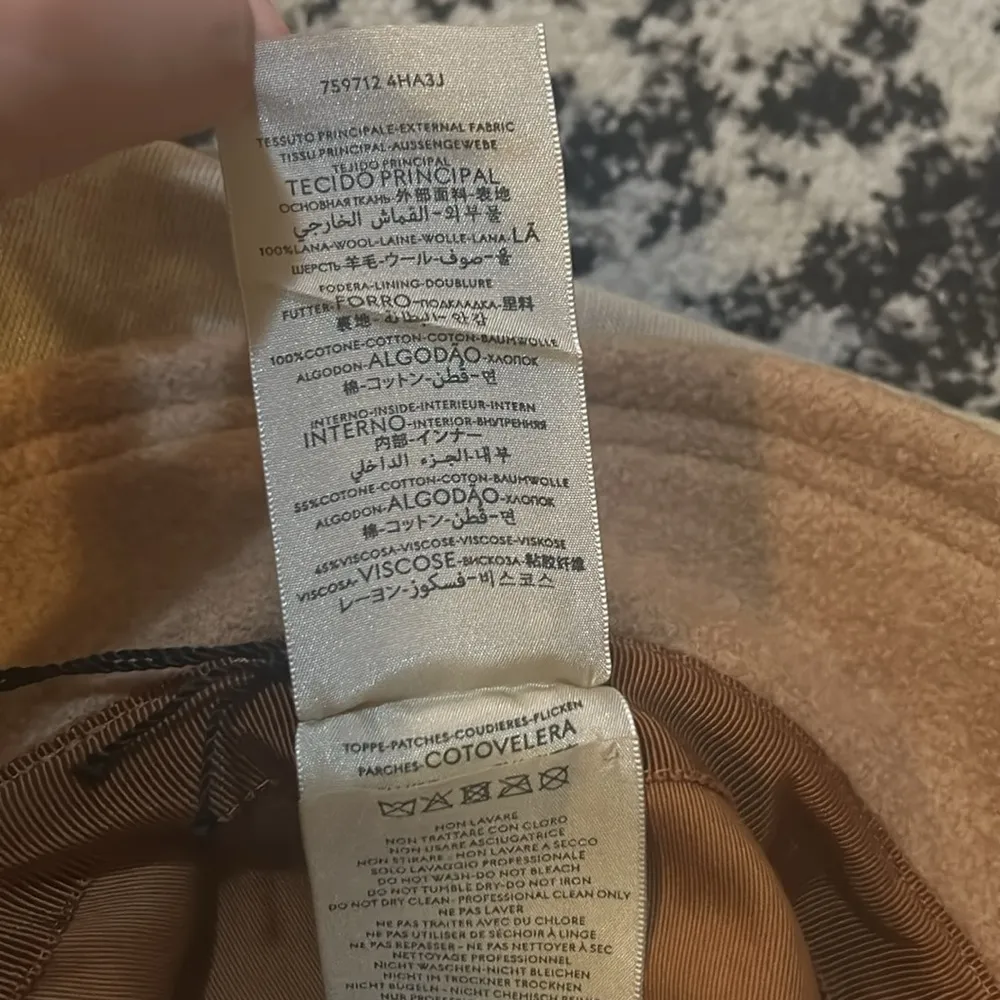 759712 4HA3J
TESSUTO PRINCIPALE-EXTERNAL FABRIC
TISSU PRINCIPAL-AUSSENGEWEBE
TEJIDO PRINCIPAL
TECIDO PRINCIPAL
ОСНОВНАЯ ТКАНЬ-外部面料-表地
القماش الخارجي-외부용
100%LANA-WOOL-LAINE-WOLLE-LANA-LÃ
ШЕРСТЬ-羊毛-ウール-صوف-울
FODERA-LINING-DOUBLURE
FUTTER-FORRO-ПОДКЛАДКА-里料
裏地-بطانة-안감
100%COTONE-COTTON-COTON-BAUMWOLLE
ALGODON-ALGODÃO-ХЛОПОК
棉-コットン-قطن-면
INTERNO-INSIDE-INTERIEUR-INTERN
INTERNO-INTERIOR-ВНУТРЕННЯЯ
内部-インナー
الجزء الداخلي-내부
55%COTONE-COTTON-COTON-BAUMWOLLE
ALGODON-ALGODÃO-ХЛОПОК
棉-コットン-قطن-면
45%VISCOSA-VISCOSE-VISCOSE-VISKOSE
VISCOSA-VISCOSE-ВИСКОЗА-粘胶纤维
レーヨン-فسكوز-비스코스
TOPPE-PATCHES-COUDIERES-FLICKEN
PARCHES-COTOVELERA
NON LAVARE
NON TRATTARE CON CLORO
NON USARE ASCIUGATRICE
NON STIRARE - NON LAVARE A SECCO
SOLO LAVAGGIO PROFESSIONALE
DO NOT WASH-DO NOT BLEACH
DO NOT TUMBLE DRY-DO NOT IRON
DO NOT DRY CLEAN - PROFESSIONAL CLEAN ONLY
NE PAS LAVER
NE PAS TRAITER AVEC DU CHLORE
NE PAS UTILISER DE SÉCHOIR À LINGE
NE PAS REPASSER - NE PAS NETTOYER À SEC
NETTOYAGE PROFESSIONNEL
NICHT WASCHEN-NICHT BLEICHEN
NICHT IM TROCKNER TROCKNEN
NICHT BÜGELN - NICHT CHEMISCH